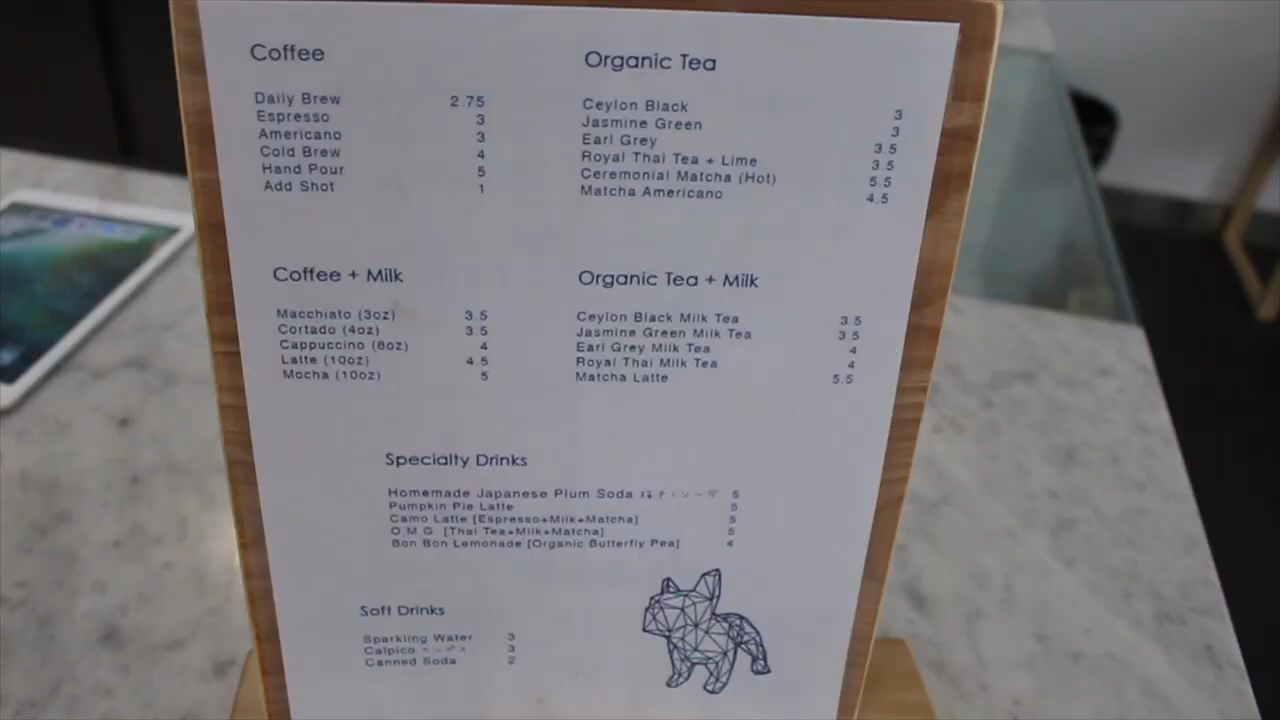 Coffee
Daily Brew 2.75
Espresso 3
Americano 3
Cold Brew 4
Hand Pour 5
Add Shot 1
Organic Tea
Ceylon Black 3
Jasmine Green 3
Earl Grey 3.5
Royal Thai Tea + Lime 3.5
Ceremonial Matcha (Hot) 5.5
Matcha Americano 4.5
Coffee + Milk
Macchiato (3oz) 3.5
Cortado (4oz) 3.5
Cappuccino (6oz) 4
Latte (10oz) 4.5
Mocha (10oz) 5
Organic Tea + Milk
Ceylon Black Milk Tea 3.5
Jasmine Green Milk Tea 3.5
Earl Grey Milk Tea 4
Royal Thai Milk Tea 4
Matcha Latte 5.5
Specialty Drinks
Homemade Japanese Plum Soda 5
Pumpkin Pie Latte 5
Camo Latte [Espresso+Milk+Matcha] 5
O.M.G. [Thai Tea+Milk+Matcha] 5
Bon Bon Lemonade [Organic Butterfly Pea] 4
Soft Drinks
Sparkling Water 3
Calpico 3
Canned Soda 2